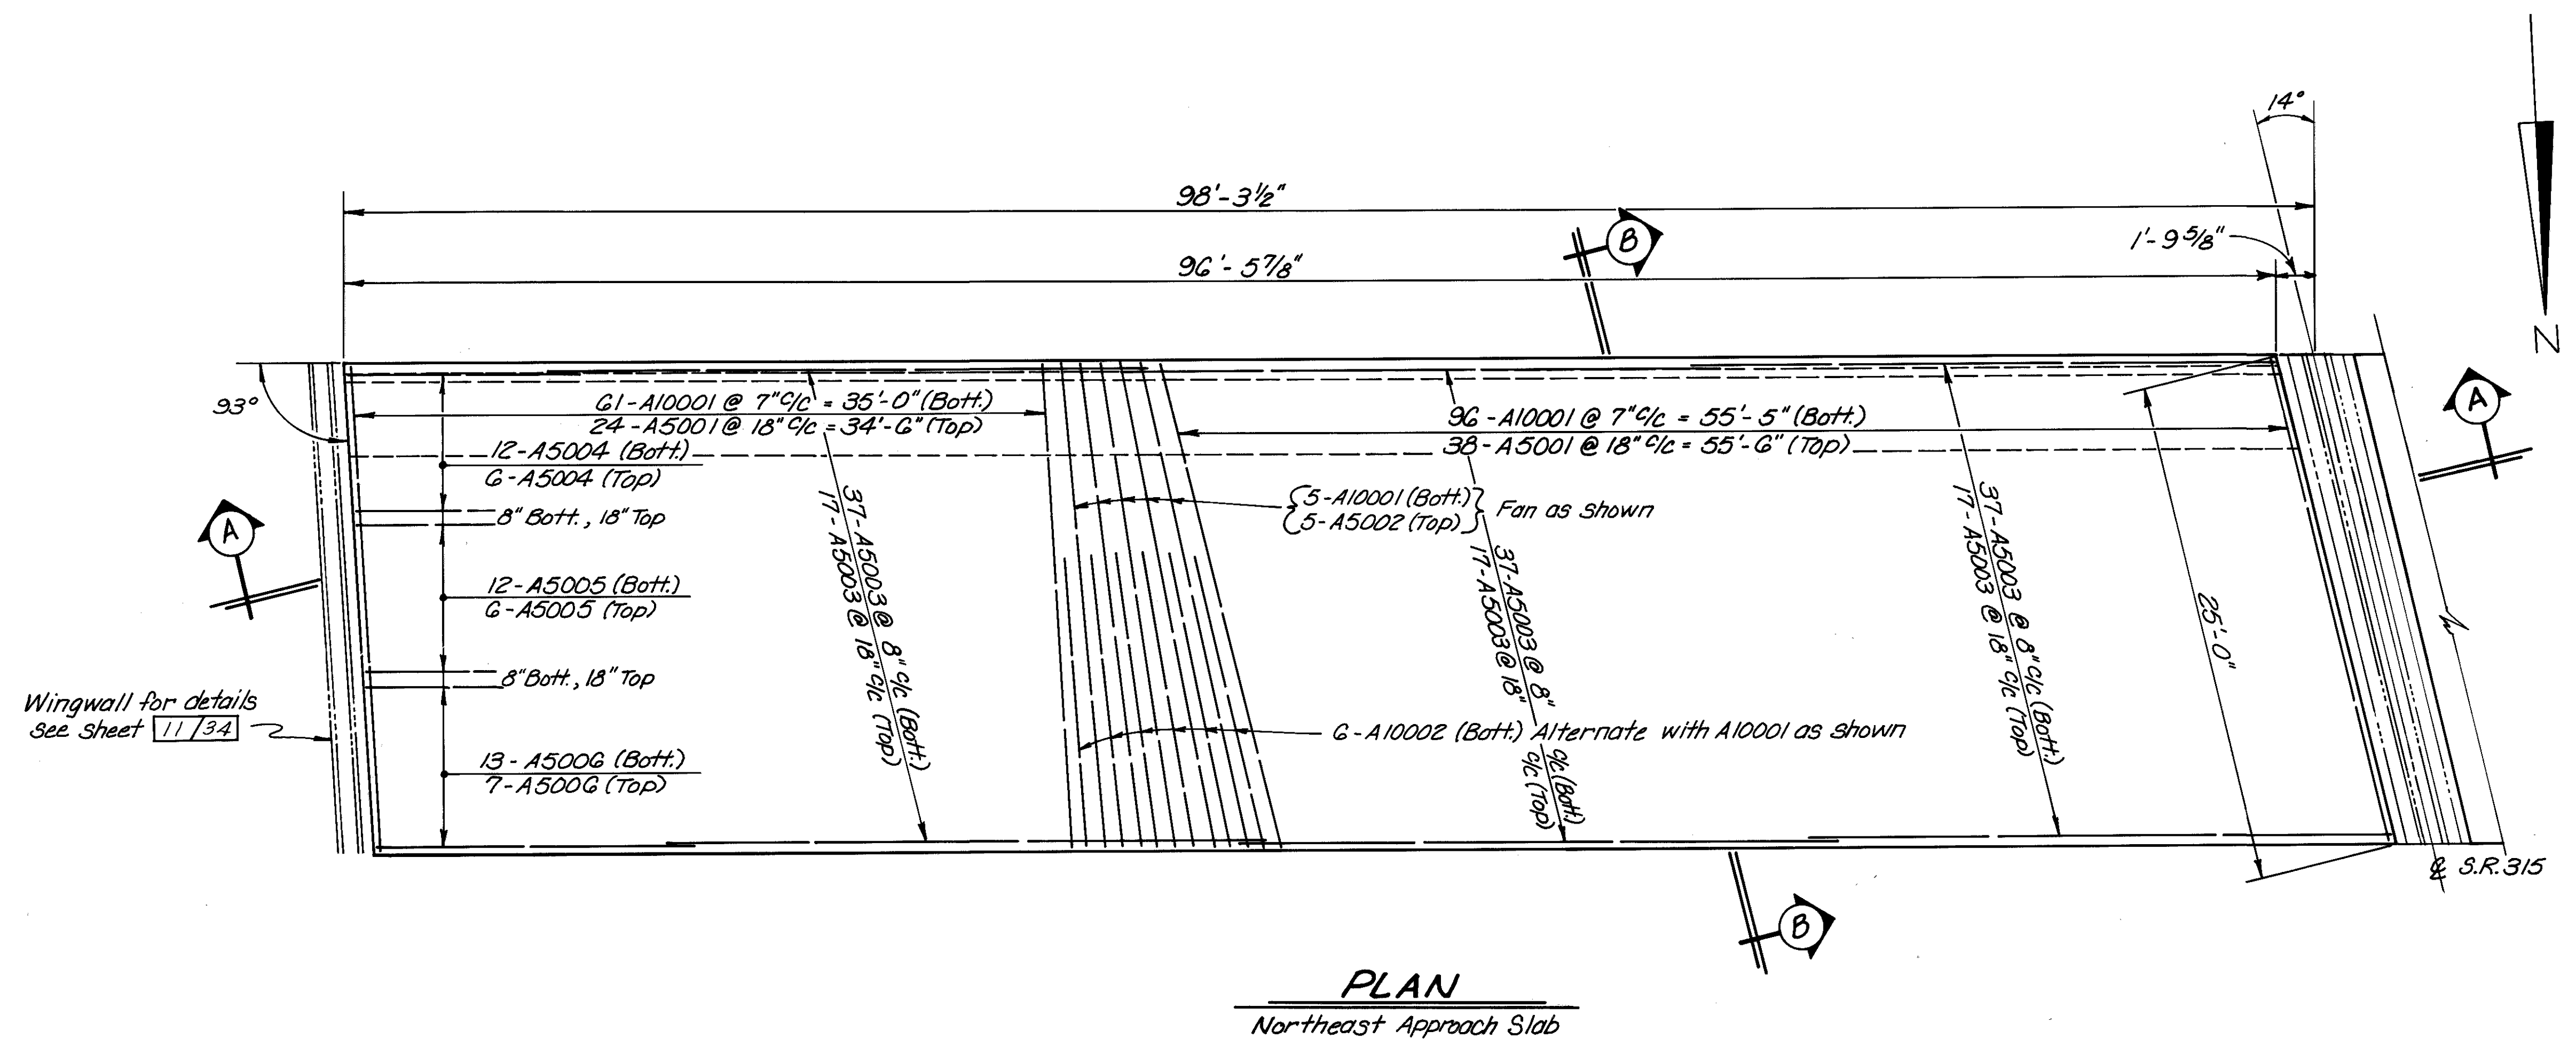 14°
98'-3½"
B
1'-9 5/8"
96'-5 7/8"
N
93°
61-A10001 @ 7" c/c = 35'-0" (Bott.)
24-A5001 @ 18" c/c = 34'-6" (Top)
96-A10001 @ 7" c/c = 55'-5" (Bott.)
38-A5001 @ 18" c/c = 55'-6" (Top)
A
12-A5004 (Bott.)
6-A5004 (Top)
8" Bott., 18" Top
5-A10001 (Bott.)
5-A5002 (Top)
Fan as shown
A
37-A5003 @ 8" c/c (Bott.)
17-A5003 @ 18" c/c (Top)
37-A5003 @ 8" c/c (Bott.)
17-A5003 @ 18" c/c (Top)
37-A5003 @ 8" c/c (Bott.)
17-A5003 @ 18" c/c (Top)
25'-0"
12-A5005 (Bott.)
6-A5005 (Top)
8" Bott., 18" Top
Wingwall for details
see sheet 11/34
6-A10002 (Bott.) Alternate with A10001 as shown
13-A5006 (Bott.)
7-A5006 (Top)
℄ S.R. 315
B
PLAN
Northeast Approach Slab